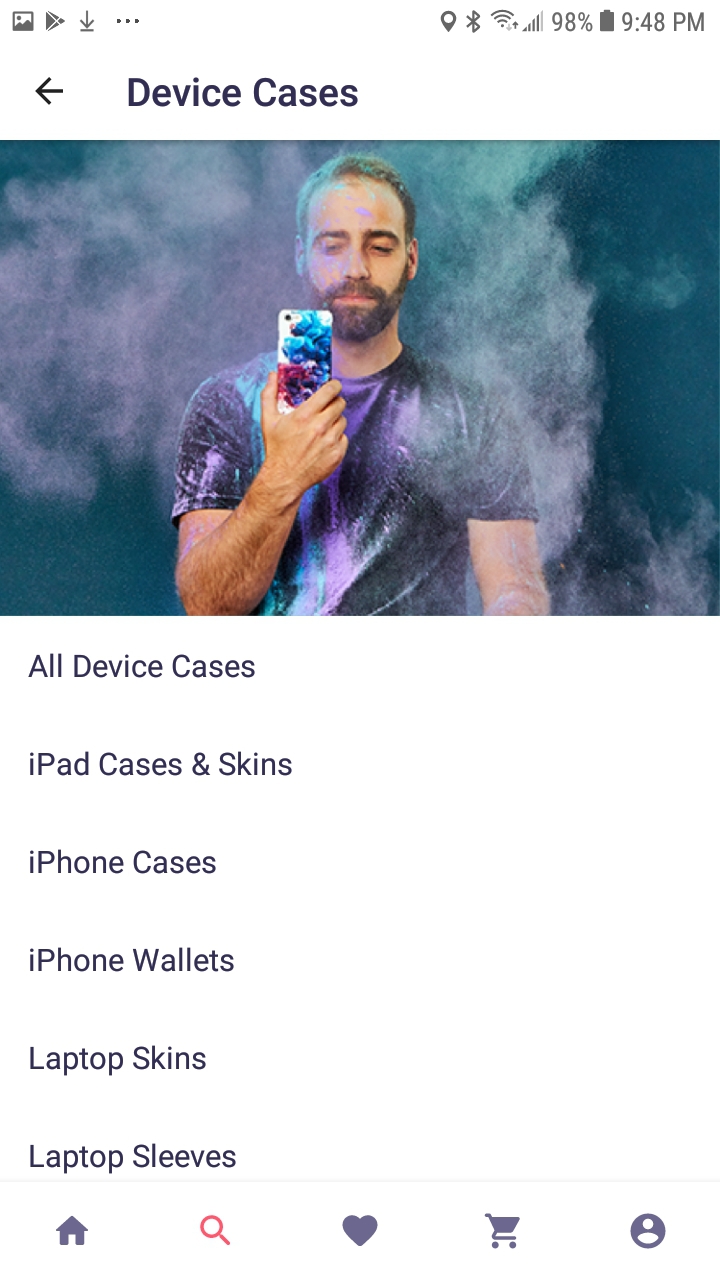 98% 9:48 PM
Device Cases
All Device Cases
iPad Cases & Skins
iPhone Cases
iPhone Wallets
Laptop Skins
Laptop Sleeves